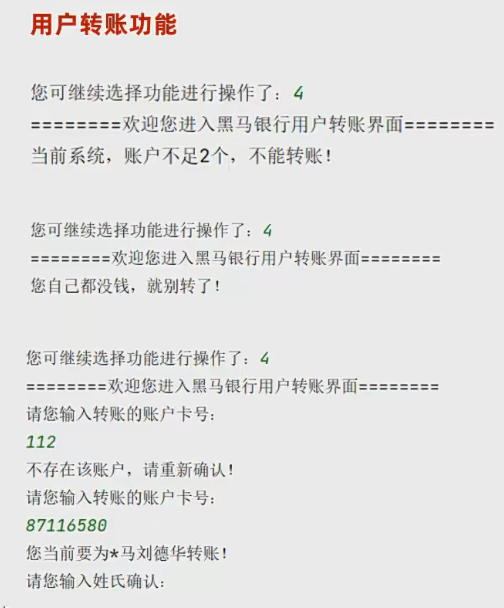 用户转账功能
您可继续选择功能进行操作了：4
========欢迎您进入黑马银行用户转账界面========
当前系统，账户不足2个，不能转账！
您可继续选择功能进行操作了：4
========欢迎您进入黑马银行用户转账界面========
您自己都没钱，就别转了！
您可继续选择功能进行操作了：4
========欢迎您进入黑马银行用户转账界面========
请您输入转账的账户卡号：
112
不存在该账户，请重新确认！
请您输入转账的账户卡号：
87116580
您当前要为*马刘德华转账！
请您输入姓氏确认：